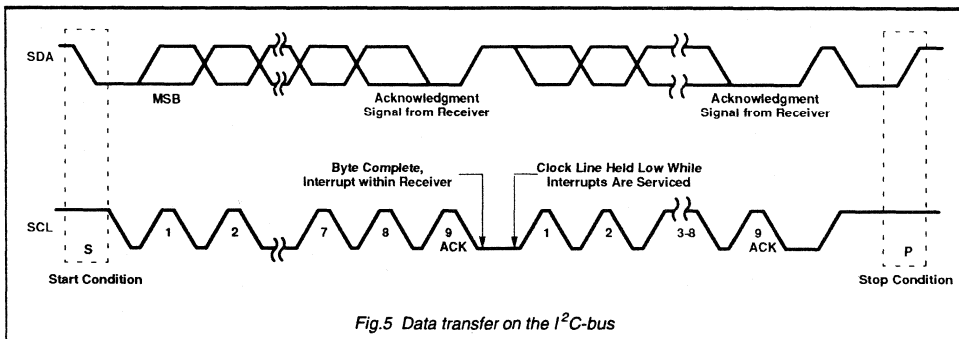 SDA
MSB
Acknowledgment
Signal from Receiver
Acknowledgment
Signal from Receiver
Byte Complete,
Interrupt within Receiver
Clock Line Held Low While
Interrupts Are Serviced
SCL
S
1
2
7
8
9
ACK
1
2
3-8
9
ACK
P
Start Condition
Stop Condition
Fig.5 Data transfer on the I²C-bus